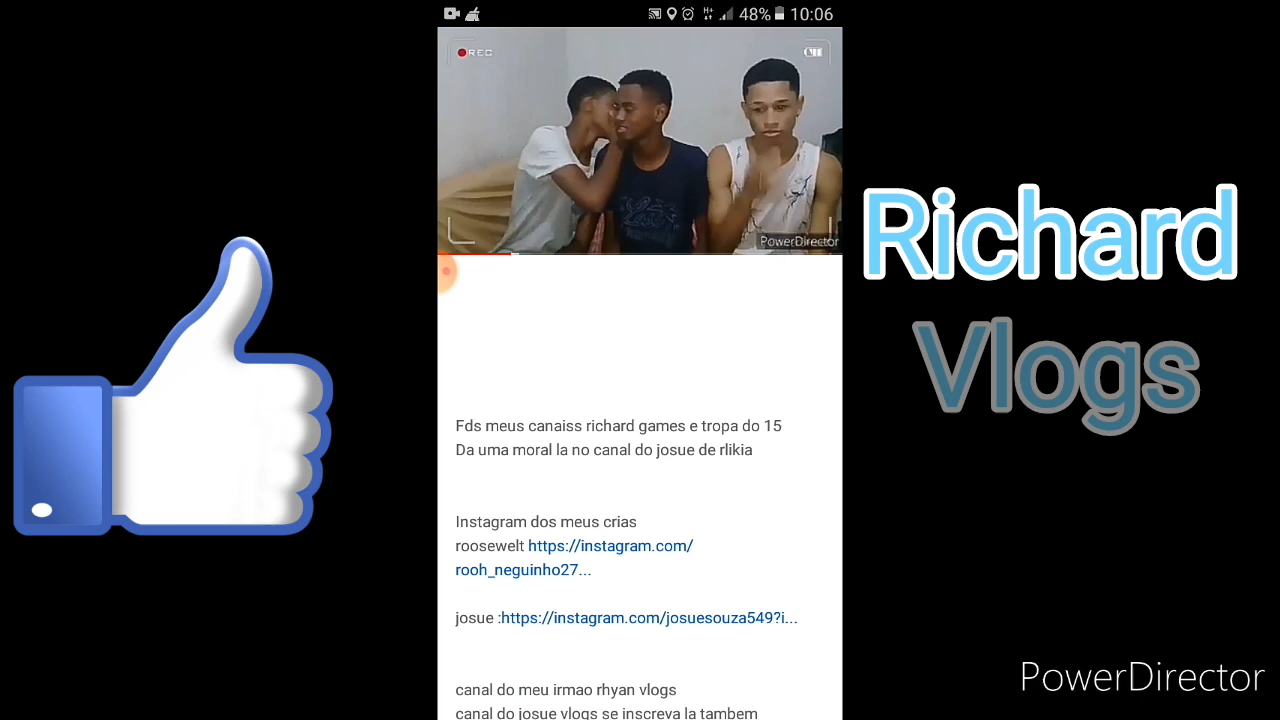 48% 10:06
REC
PowerDirector
Richard
Vlogs
Fds meus canaiss richard games e tropa do 15
Da uma moral la no canal do josue de rlikia
Instagram dos meus crias
roosewelt https://instagram.com/
rooh_neguinho27...
josue :https://instagram.com/josuesouza549?i...
canal do meu irmao rhyan vlogs
canal do josue vlogs se inscreva la tambem
PowerDirector